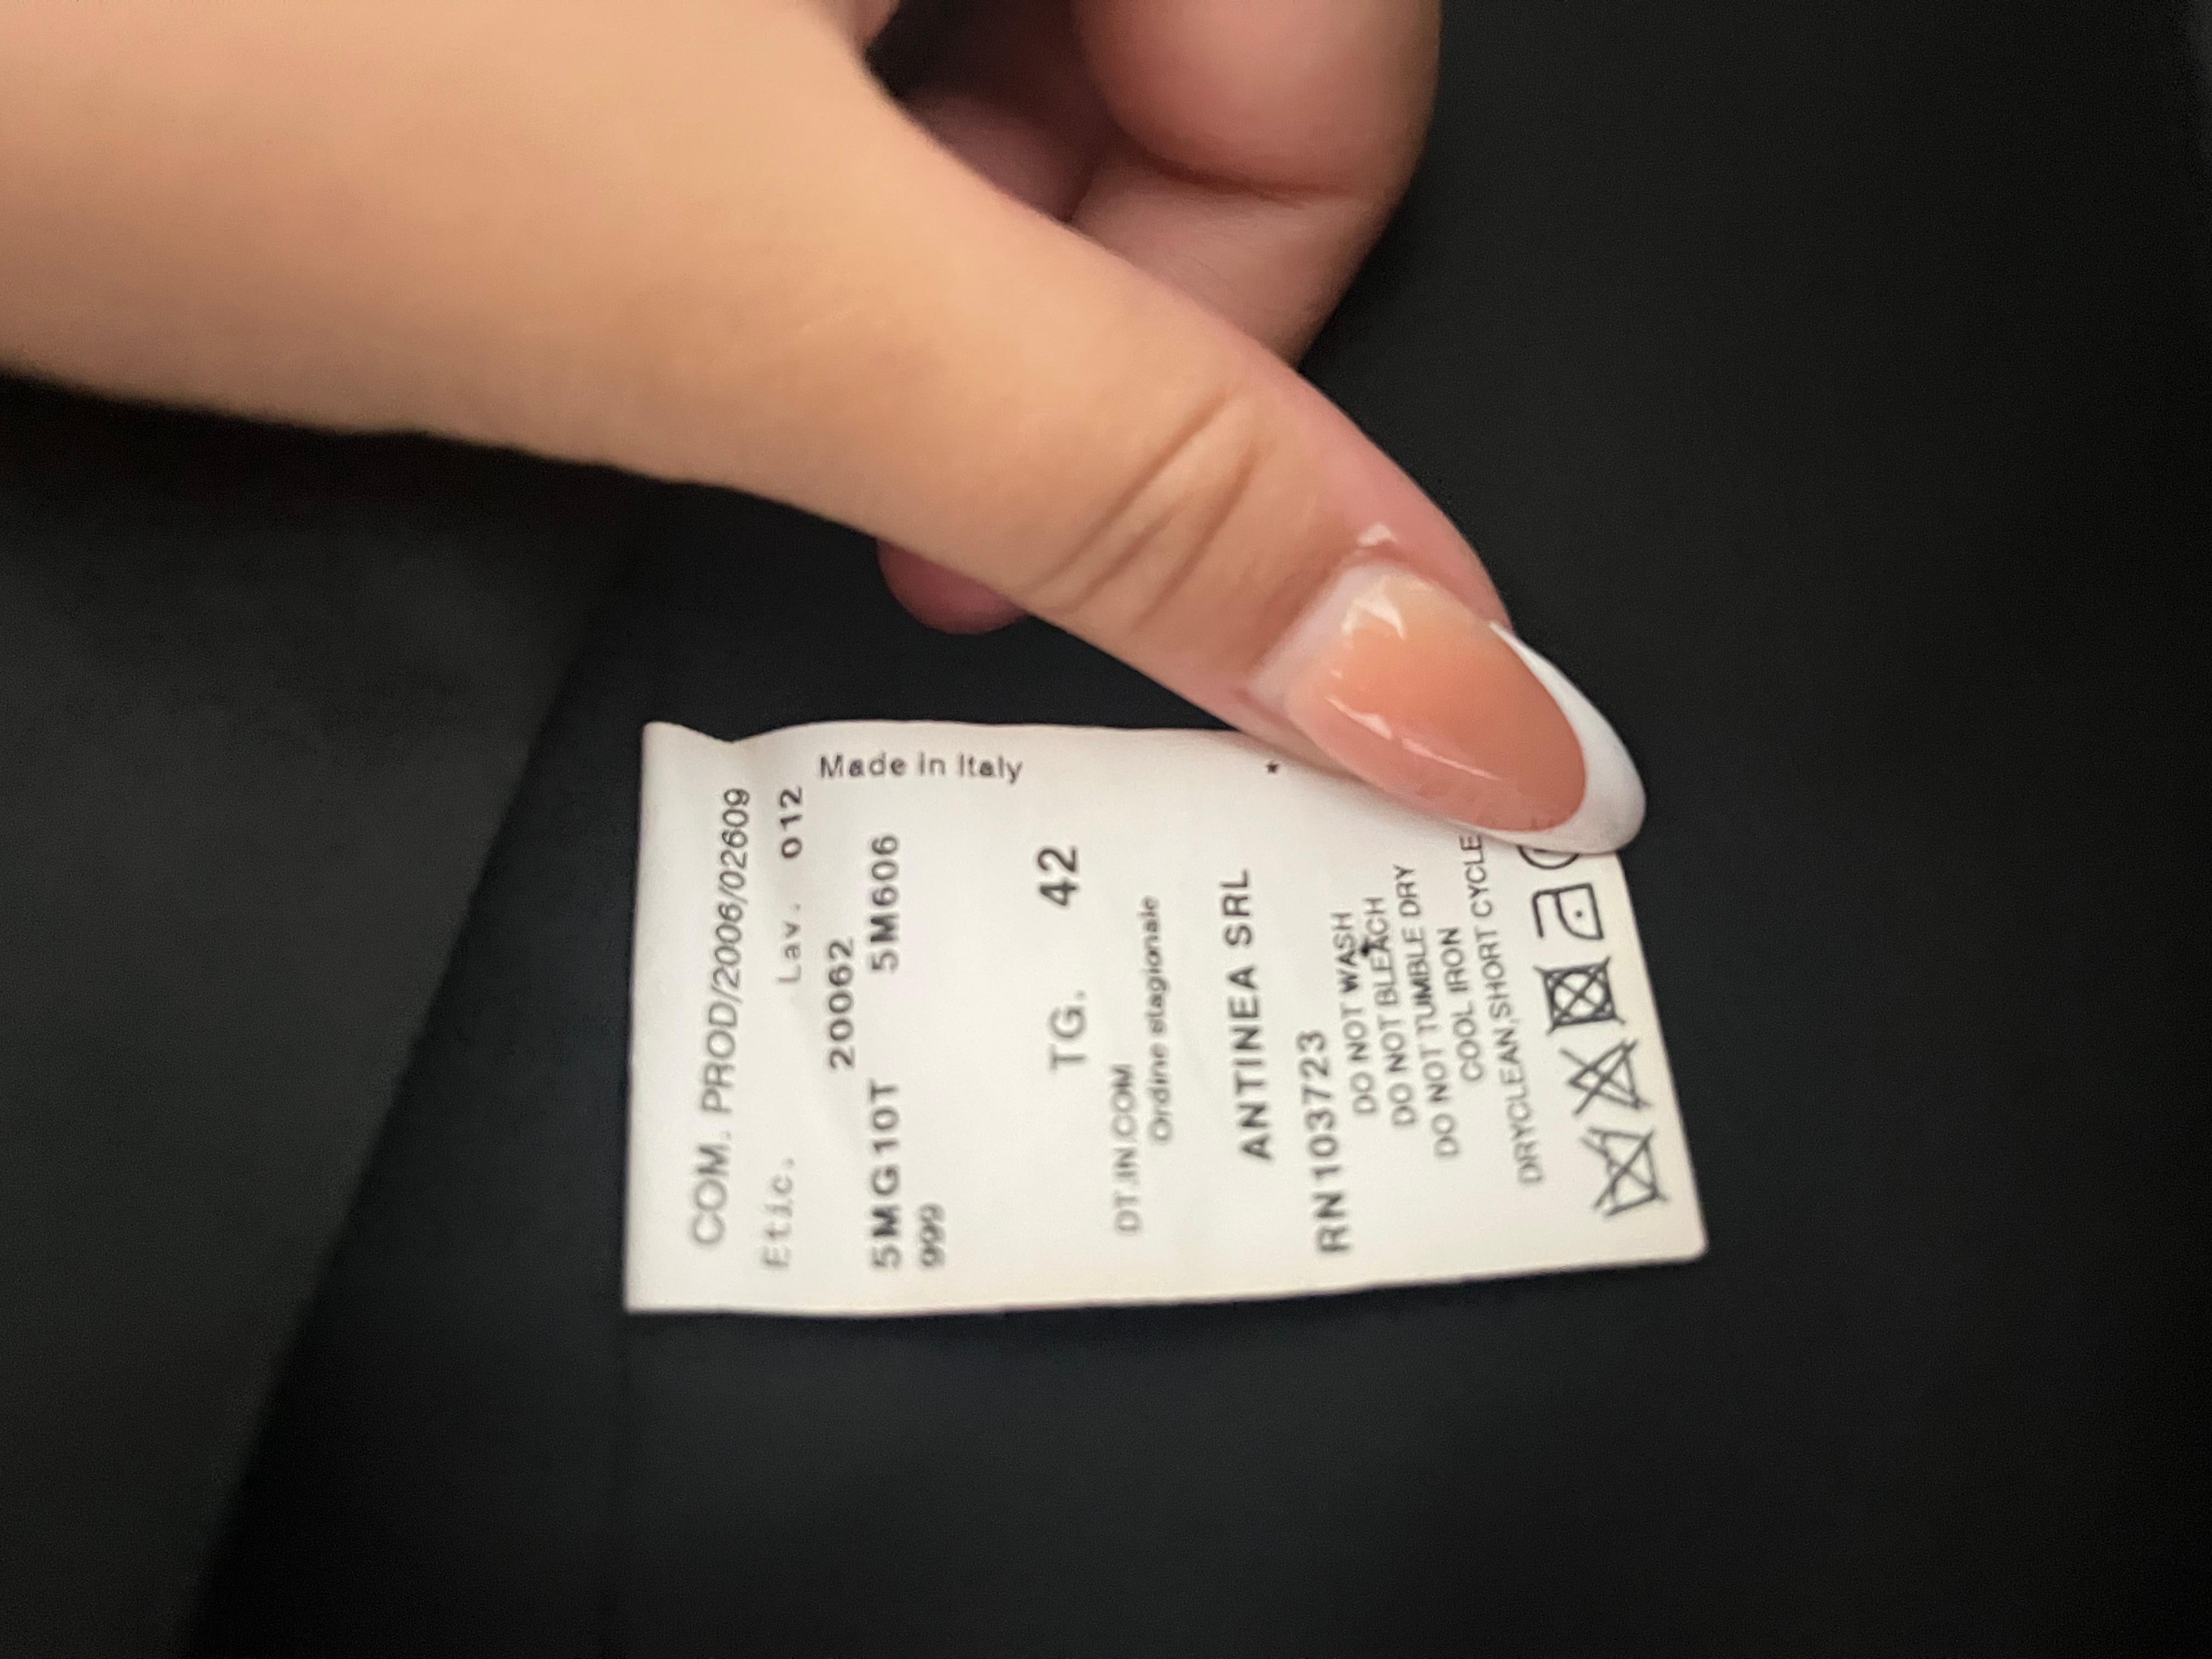 Made in Italy
COM. PROD/2006/02609
Etic. Lav. 012
20062
5MG10T 5M606
999
TG. 42
DT.IN.COM
Ordine stagionale
ANTINEA SRL
RN103723
DO NOT WASH
DO NOT BLEACH
DO NOT TUMBLE DRY
COOL IRON
DRYCLEAN,SHORT CYCLE